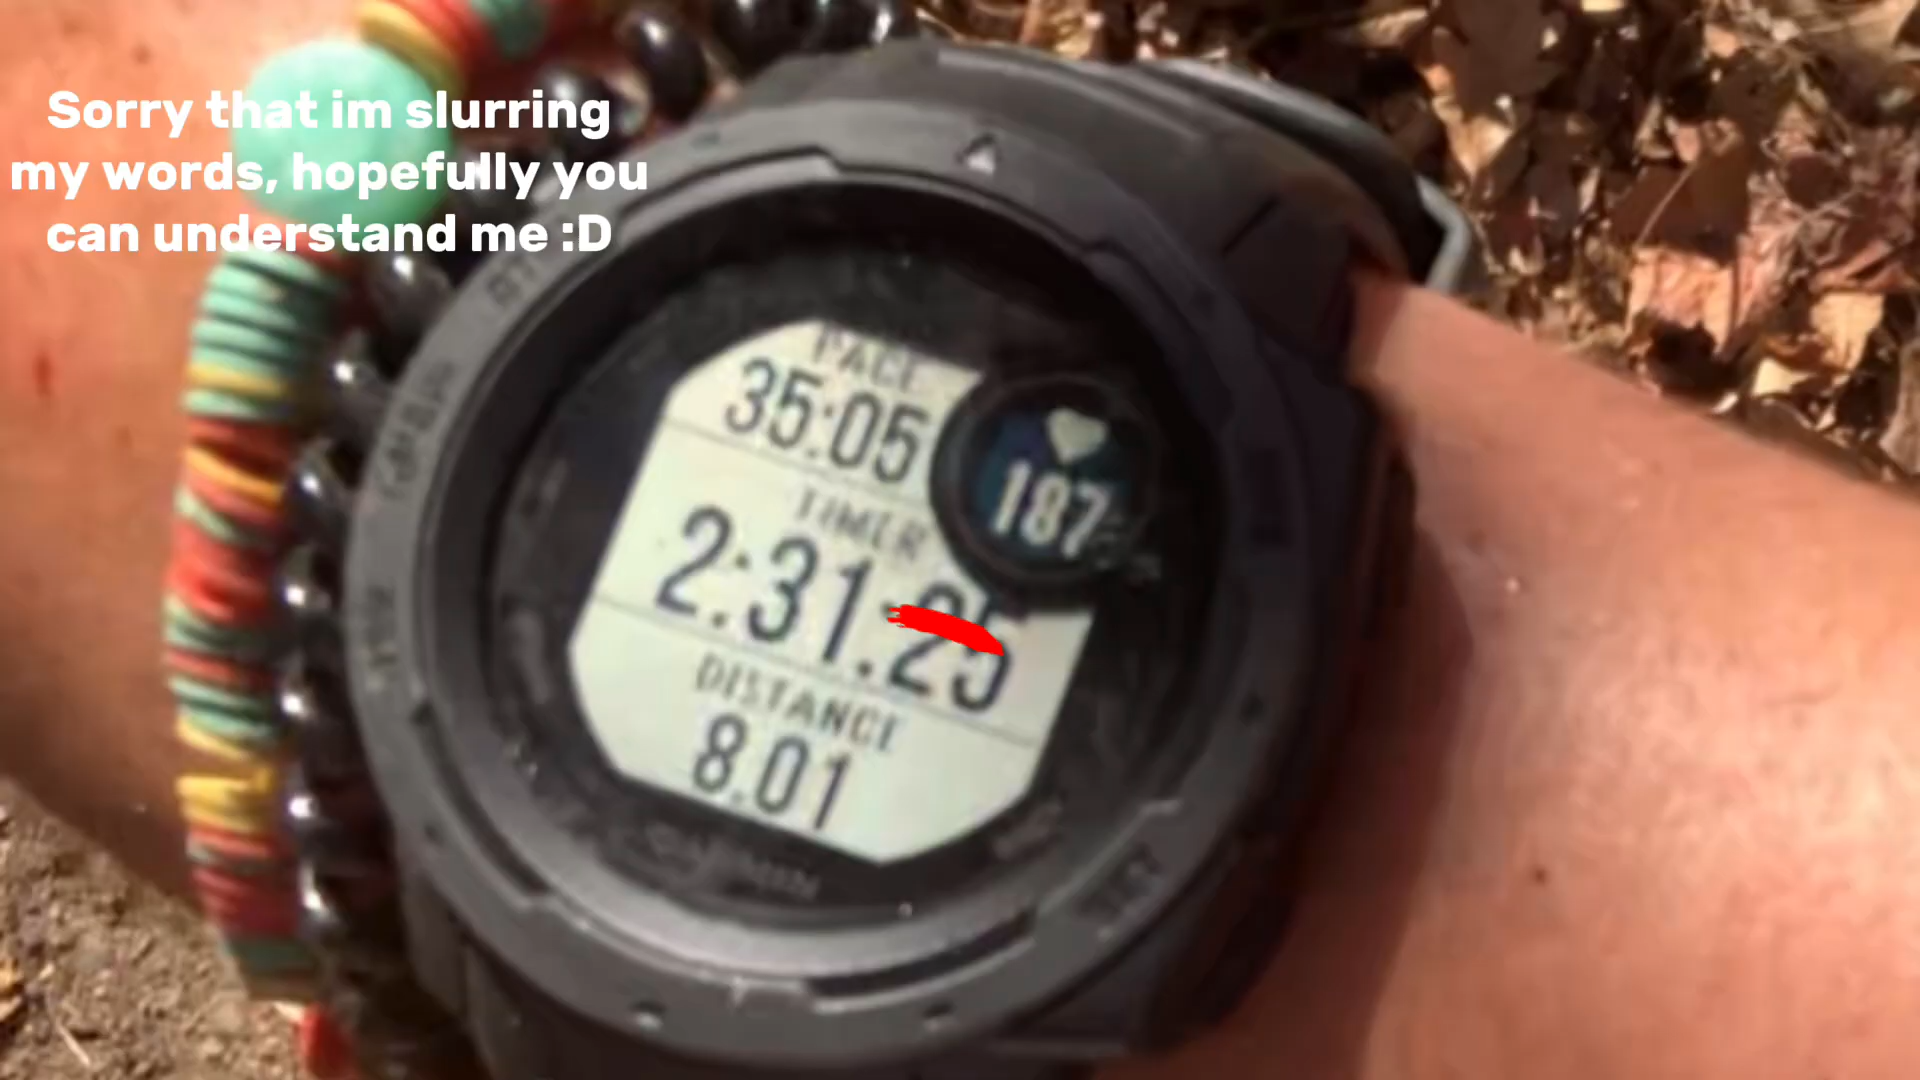 Sorry that im slurring
my words, hopefully you
can understand me :D
PACE
35:05
187
TIMER
2:31:25
DISTANCE
8.01
GARMIN